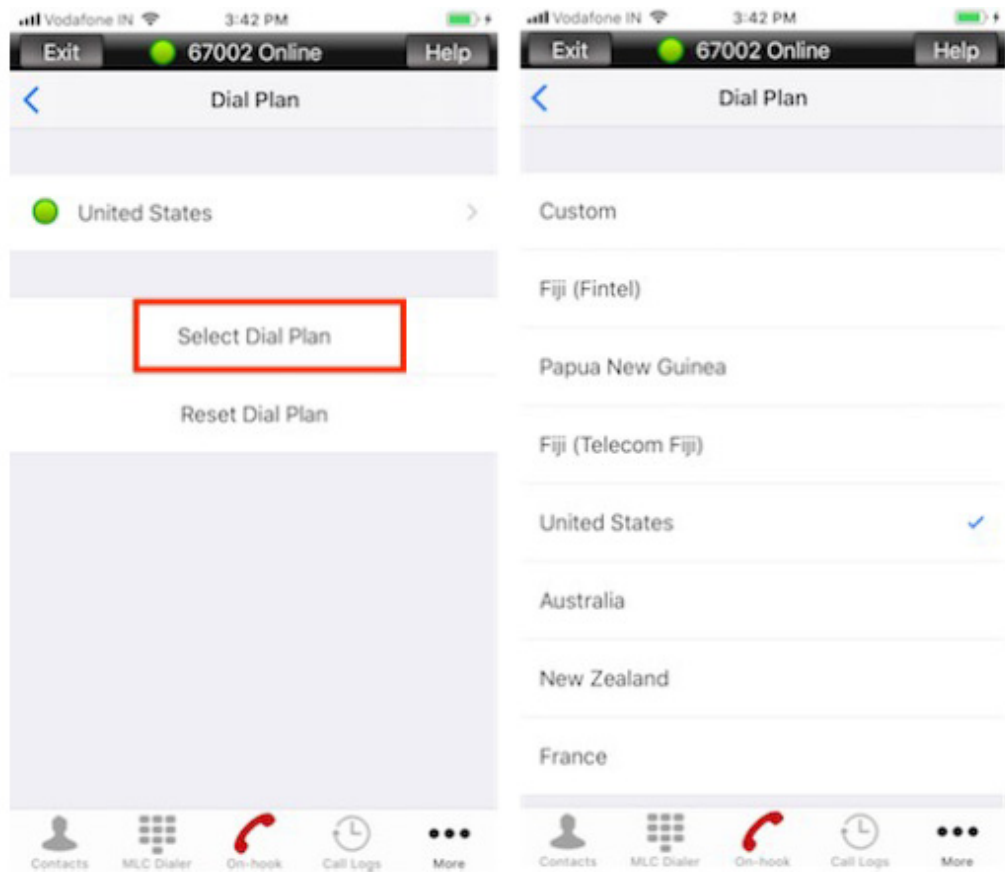 Vodafone IN 3:42 PM
Exit 67002 Online Help
Dial Plan
United States
Select Dial Plan
Reset Dial Plan
Contacts MLC Dialer On-hook Call Logs More
Vodafone IN 3:42 PM
Exit 67002 Online Help
Dial Plan
Custom
Fiji (Fintel)
Papua New Guinea
Fiji (Telecom Fiji)
United States
Australia
New Zealand
France
Contacts MLC Dialer On-hook Call Logs More